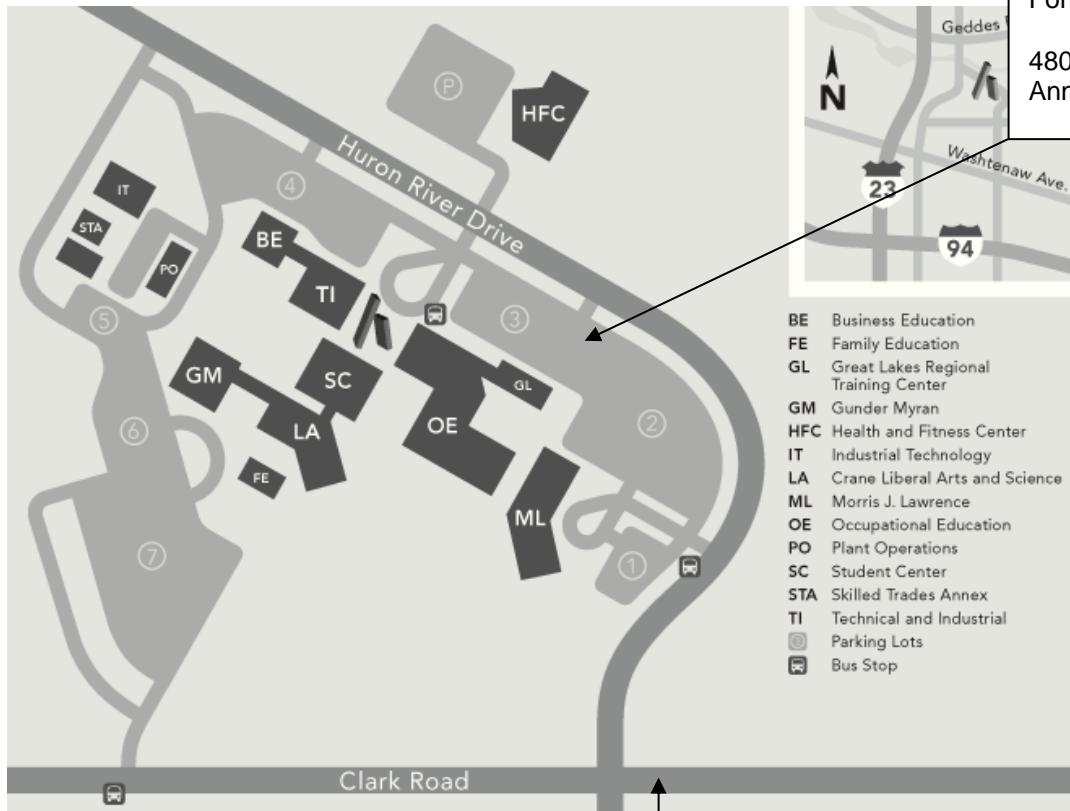 P
HFC
Huron River Drive
4
IT
STA
PO
BE
TI
5
3
GM
SC
GL
OE
LA
2
6
FE
ML
7
1
Clark Road
Geddes
480
Ann
N
Washtenaw Ave.
23
94
BE Business Education
FE Family Education
GL Great Lakes Regional
Training Center
GM Gunder Myran
HFC Health and Fitness Center
IT Industrial Technology
LA Crane Liberal Arts and Science
ML Morris J. Lawrence
OE Occupational Education
PO Plant Operations
SC Student Center
STA Skilled Trades Annex
TI Technical and Industrial
Parking Lots
Bus Stop